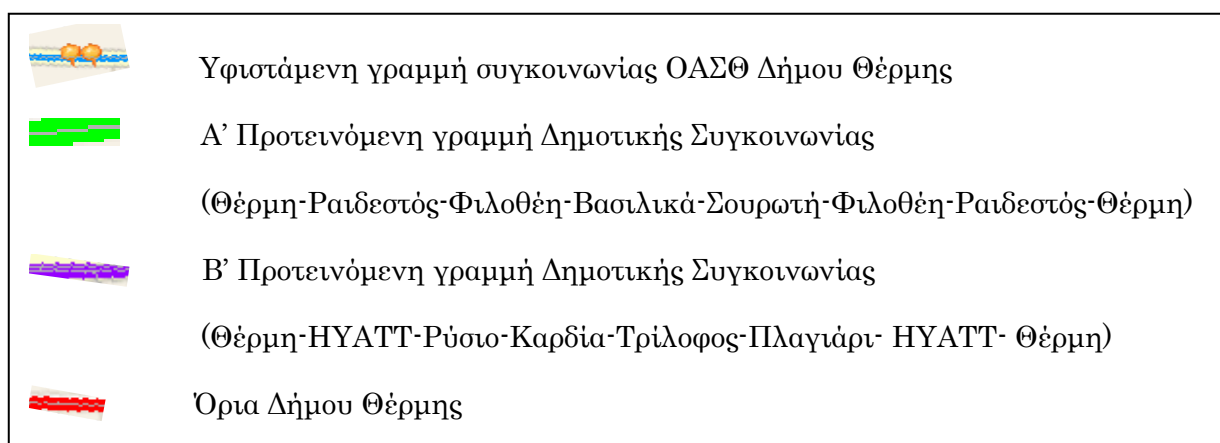 Υφιστάμενη γραμμή συγκοινωνίας ΟΑΣΘ Δήμου Θέρμης
Α’ Προτεινόμενη γραμμή Δημοτικής Συγκοινωνίας
(Θέρμη-Ραιδεστός-Φιλοθέη-Βασιλικά-Σουρωτή-Φιλοθέη-Ραιδεστός-Θέρμη)
Β’ Προτεινόμενη γραμμή Δημοτικής Συγκοινωνίας
(Θέρμη-HYATT-Ρύσιο-Καρδία-Τρίλοφος-Πλαγιάρι- HYATT- Θέρμη)
Όρια Δήμου Θέρμης